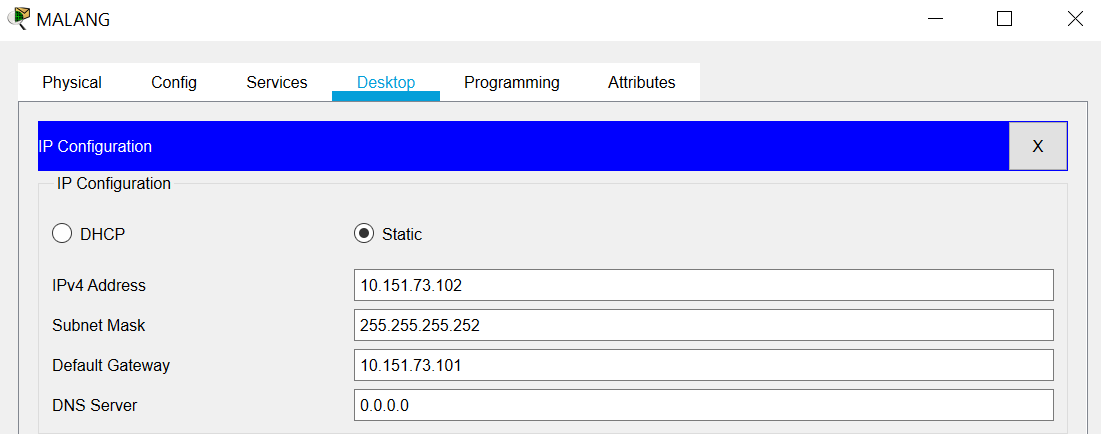 MALANG
Physical Config Services Desktop Programming Attributes
IP Configuration X
IP Configuration
DHCP Static
IPv4 Address 10.151.73.102
Subnet Mask 255.255.255.252
Default Gateway 10.151.73.101
DNS Server 0.0.0.0